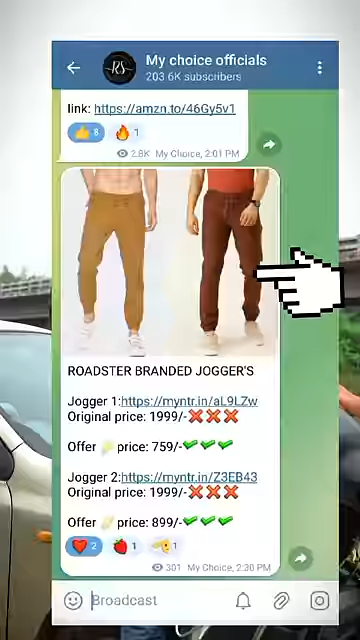 My choice officials
203.6K subscribers
RS
link: https://amzn.to/46Gy5v1
8
1
2.8K My Choice, 2:01 PM
ROADSTER BRANDED JOGGER'S
Jogger 1:https://myntr.in/aL9LZw
Original price: 1999/-
Offer price: 759/-
Jogger 2:https://myntr.in/Z3EB43
Original price: 1999/-
Offer price: 899/-
2
1
1
301 My Choice, 2:30 PM
Broadcast